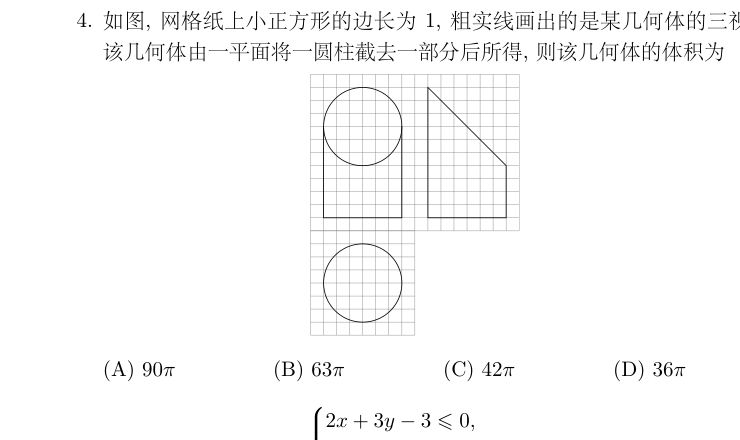 4. 如图, 网格纸上小正方形的边长为 1, 粗实线画出的是某几何体的三
该几何体由一平面将一圆柱截去一部分后所得, 则该几何体的体积为
(A) 90π (B) 63π (C) 42π (D) 36π
2x + 3y − 3 ⩽ 0,